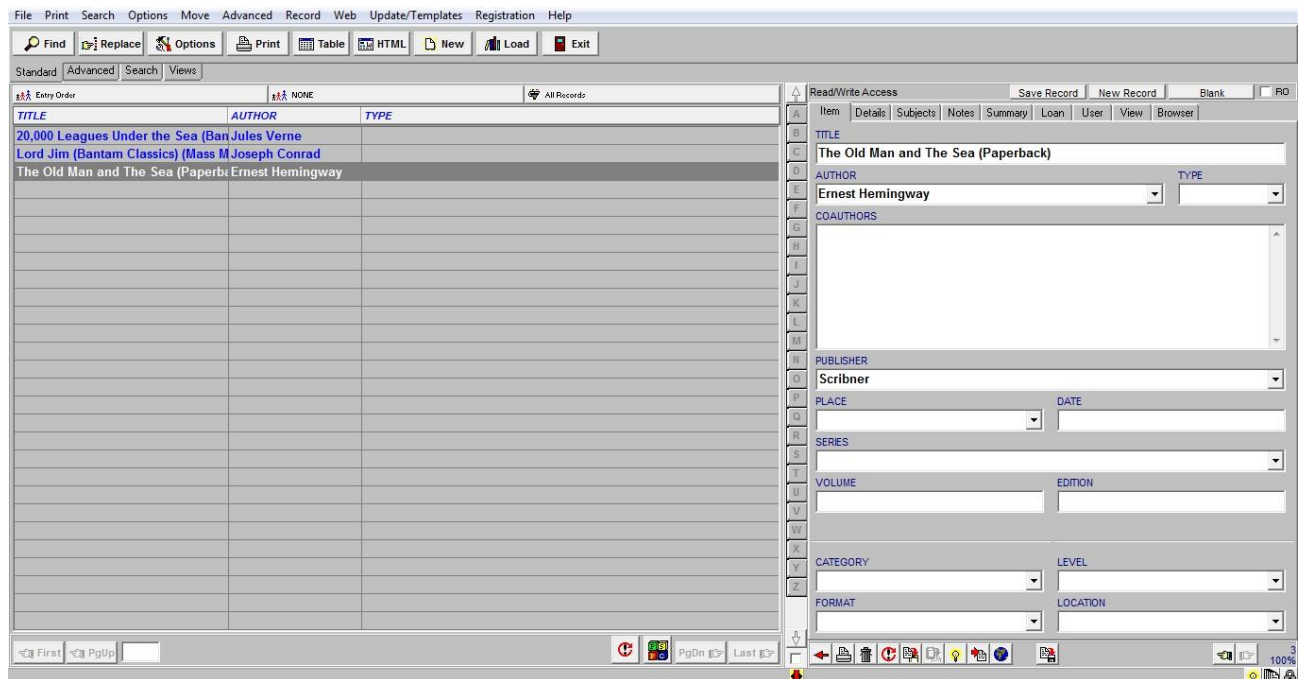 File Print Search Options Move Advanced Record Web Update/Templates Registration Help
Find Replace Options Print Table HTML New Load Exit
Standard Advanced Search Views
Entry Order NONE All Records
TITLE AUTHOR TYPE
20,000 Leagues Under the Sea (Ban Jules Verne
Lord Jim (Bantam Classics) (Mass M Joseph Conrad
The Old Man and The Sea (Paperba Ernest Hemingway
First PgUp PgDn Last
A
B
C
D
E
F
G
H
I
J
K
L
M
N
O
P
Q
R
S
T
U
V
W
X
Y
Z
Read/Write Access Save Record New Record Blank RO
Item Details Subjects Notes Summary Loan User View Browser
TITLE
The Old Man and The Sea (Paperback)
AUTHOR TYPE
Ernest Hemingway
COAUTHORS
PUBLISHER
Scribner
PLACE DATE
SERIES
VOLUME EDITION
CATEGORY LEVEL
FORMAT LOCATION
3
100%